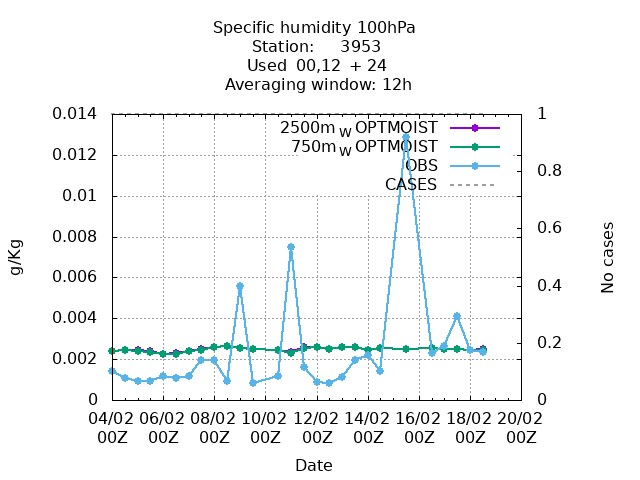 Specific humidity 100hPa
Station: 3953
Used 00,12 + 24
Averaging window: 12h
0.014
0.012
0.01
0.008
0.006
0.004
0.002
0
1
0.8
0.6
0.4
0.2
0
2500m W OPTMOIST
750m W OPTMOIST
OBS
CASES
g/Kg
No cases
04/02 06/02 08/02 10/02 12/02 14/02 16/02 18/02 20/02
00Z 00Z 00Z 00Z 00Z 00Z 00Z 00Z 00Z
Date